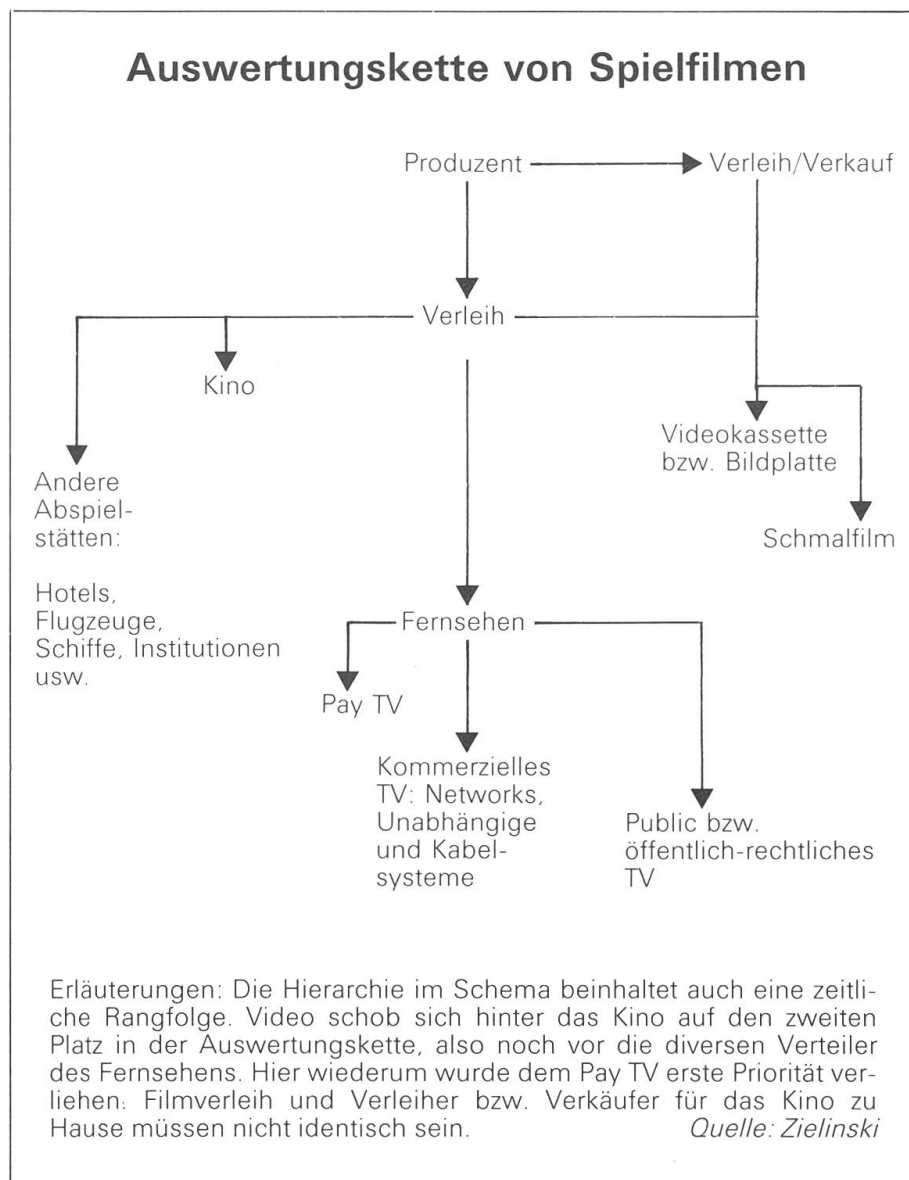 Auswertungskette von Spielfilmen
Produzent
Verleih/Verkauf
Verleih
Kino
Videokassette
bzw. Bildplatte
Andere
Abspiel-
stätten:
Schmalfilm
Hotels,
Flugzeuge,
Schiffe, Institutionen
usw.
Fernsehen
Pay TV
Kommerzielles
TV: Networks,
Unabhängige
und Kabel-
systeme
Public bzw.
öffentlich-rechtliches
TV
Erläuterungen: Die Hierarchie im Schema beinhaltet auch eine zeitli-
che Rangfolge. Video schob sich hinter das Kino auf den zweiten
Platz in der Auswertungskette, also noch vor die diversen Verteiler
des Fernsehens. Hier wiederum wurde dem Pay TV erste Priorität ver-
liehen: Filmverleih und Verleiher bzw. Verkäufer für das Kino zu
Hause müssen nicht identisch sein. Quelle: Zielinski